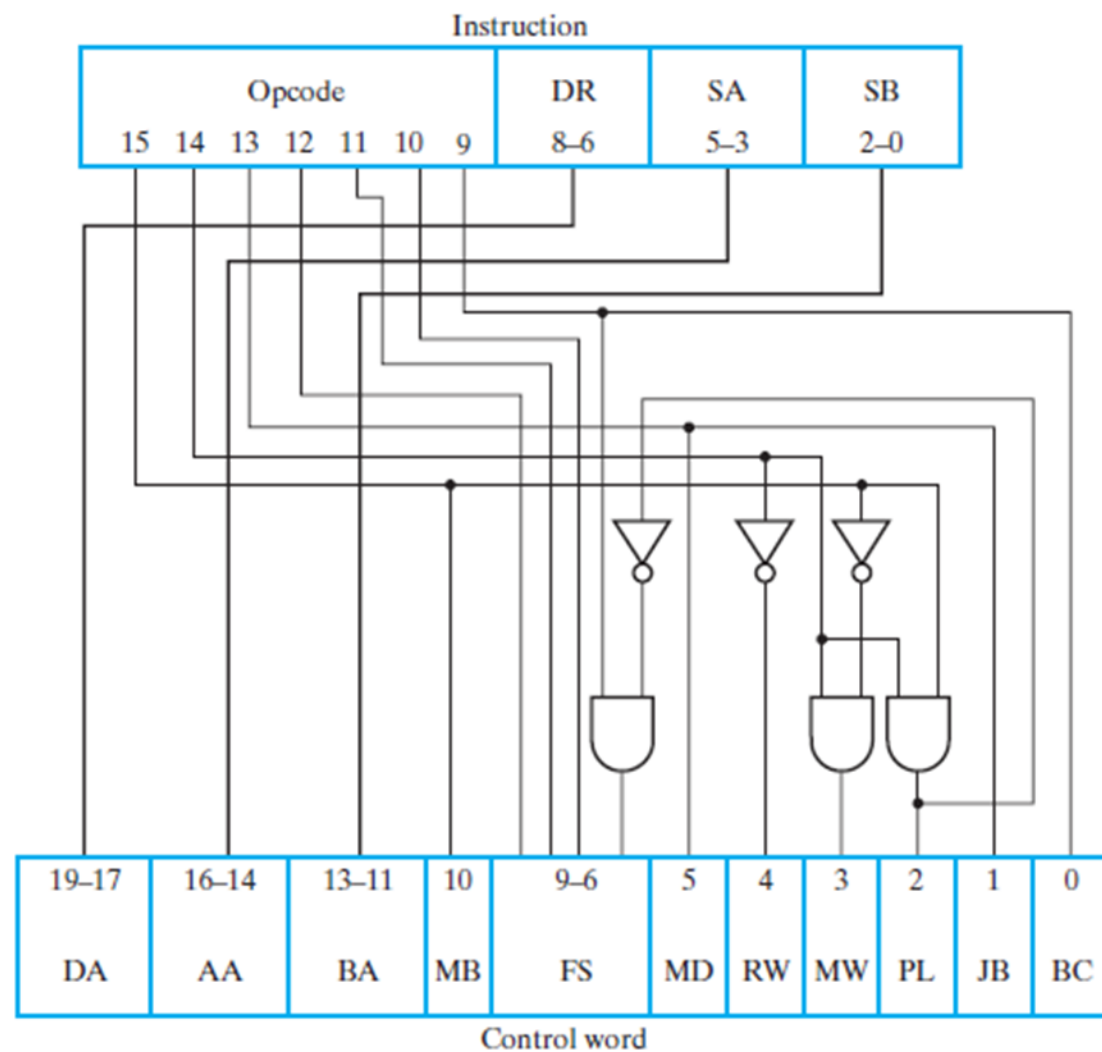 Instruction
Opcode DR SA SB
15 14 13 12 11 10 9 8–6 5–3 2–0
19–17 16–14 13–11 10 9–6 5 4 3 2 1 0
DA AA BA MB FS MD RW MW PL JB BC
Control word